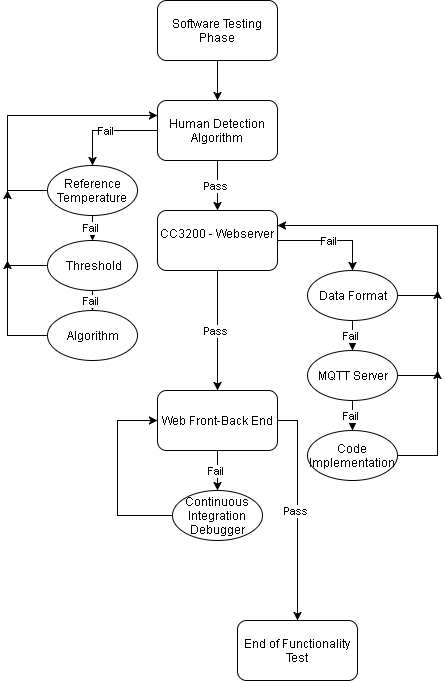 Software Testing
Phase
Human Detection
Algorithm
Fail
Pass
Reference
Temperature
Fail
Threshold
Fail
Algorithm
CC3200 - Webserver
Fail
Data Format
Fail
MQTT Server
Fail
Code
Implementation
Pass
Web Front-Back End
Fail
Continuous
Integration
Debugger
Pass
End of Functionality
Test